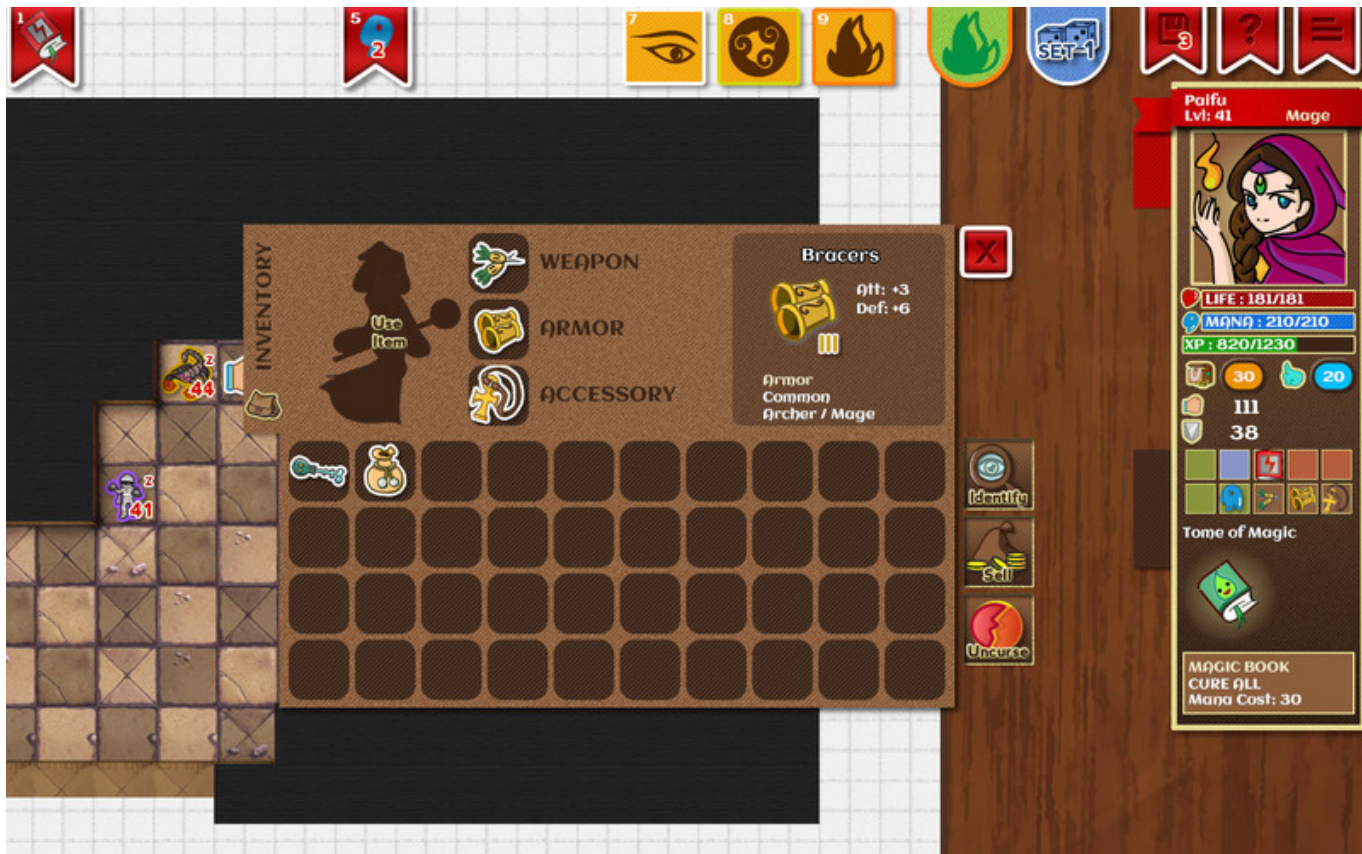 1
5
2
7
8
9
SET-1
3
?
Palfu
Lvl: 41
Mage
LIFE : 181/181
MANA : 210/210
XP : 820/1230
30
20
111
38
Tome of Magic
MAGIC BOOK
CURE ALL
Mana Cost: 30
INVENTORY
Use
Item
WEAPON
ARMOR
ACCESSORY
Bracers
Att: +3
Def: +6
III
Armor
Common
Archer / Mage
X
Identify
Sell
Uncurse
z
44
z
41